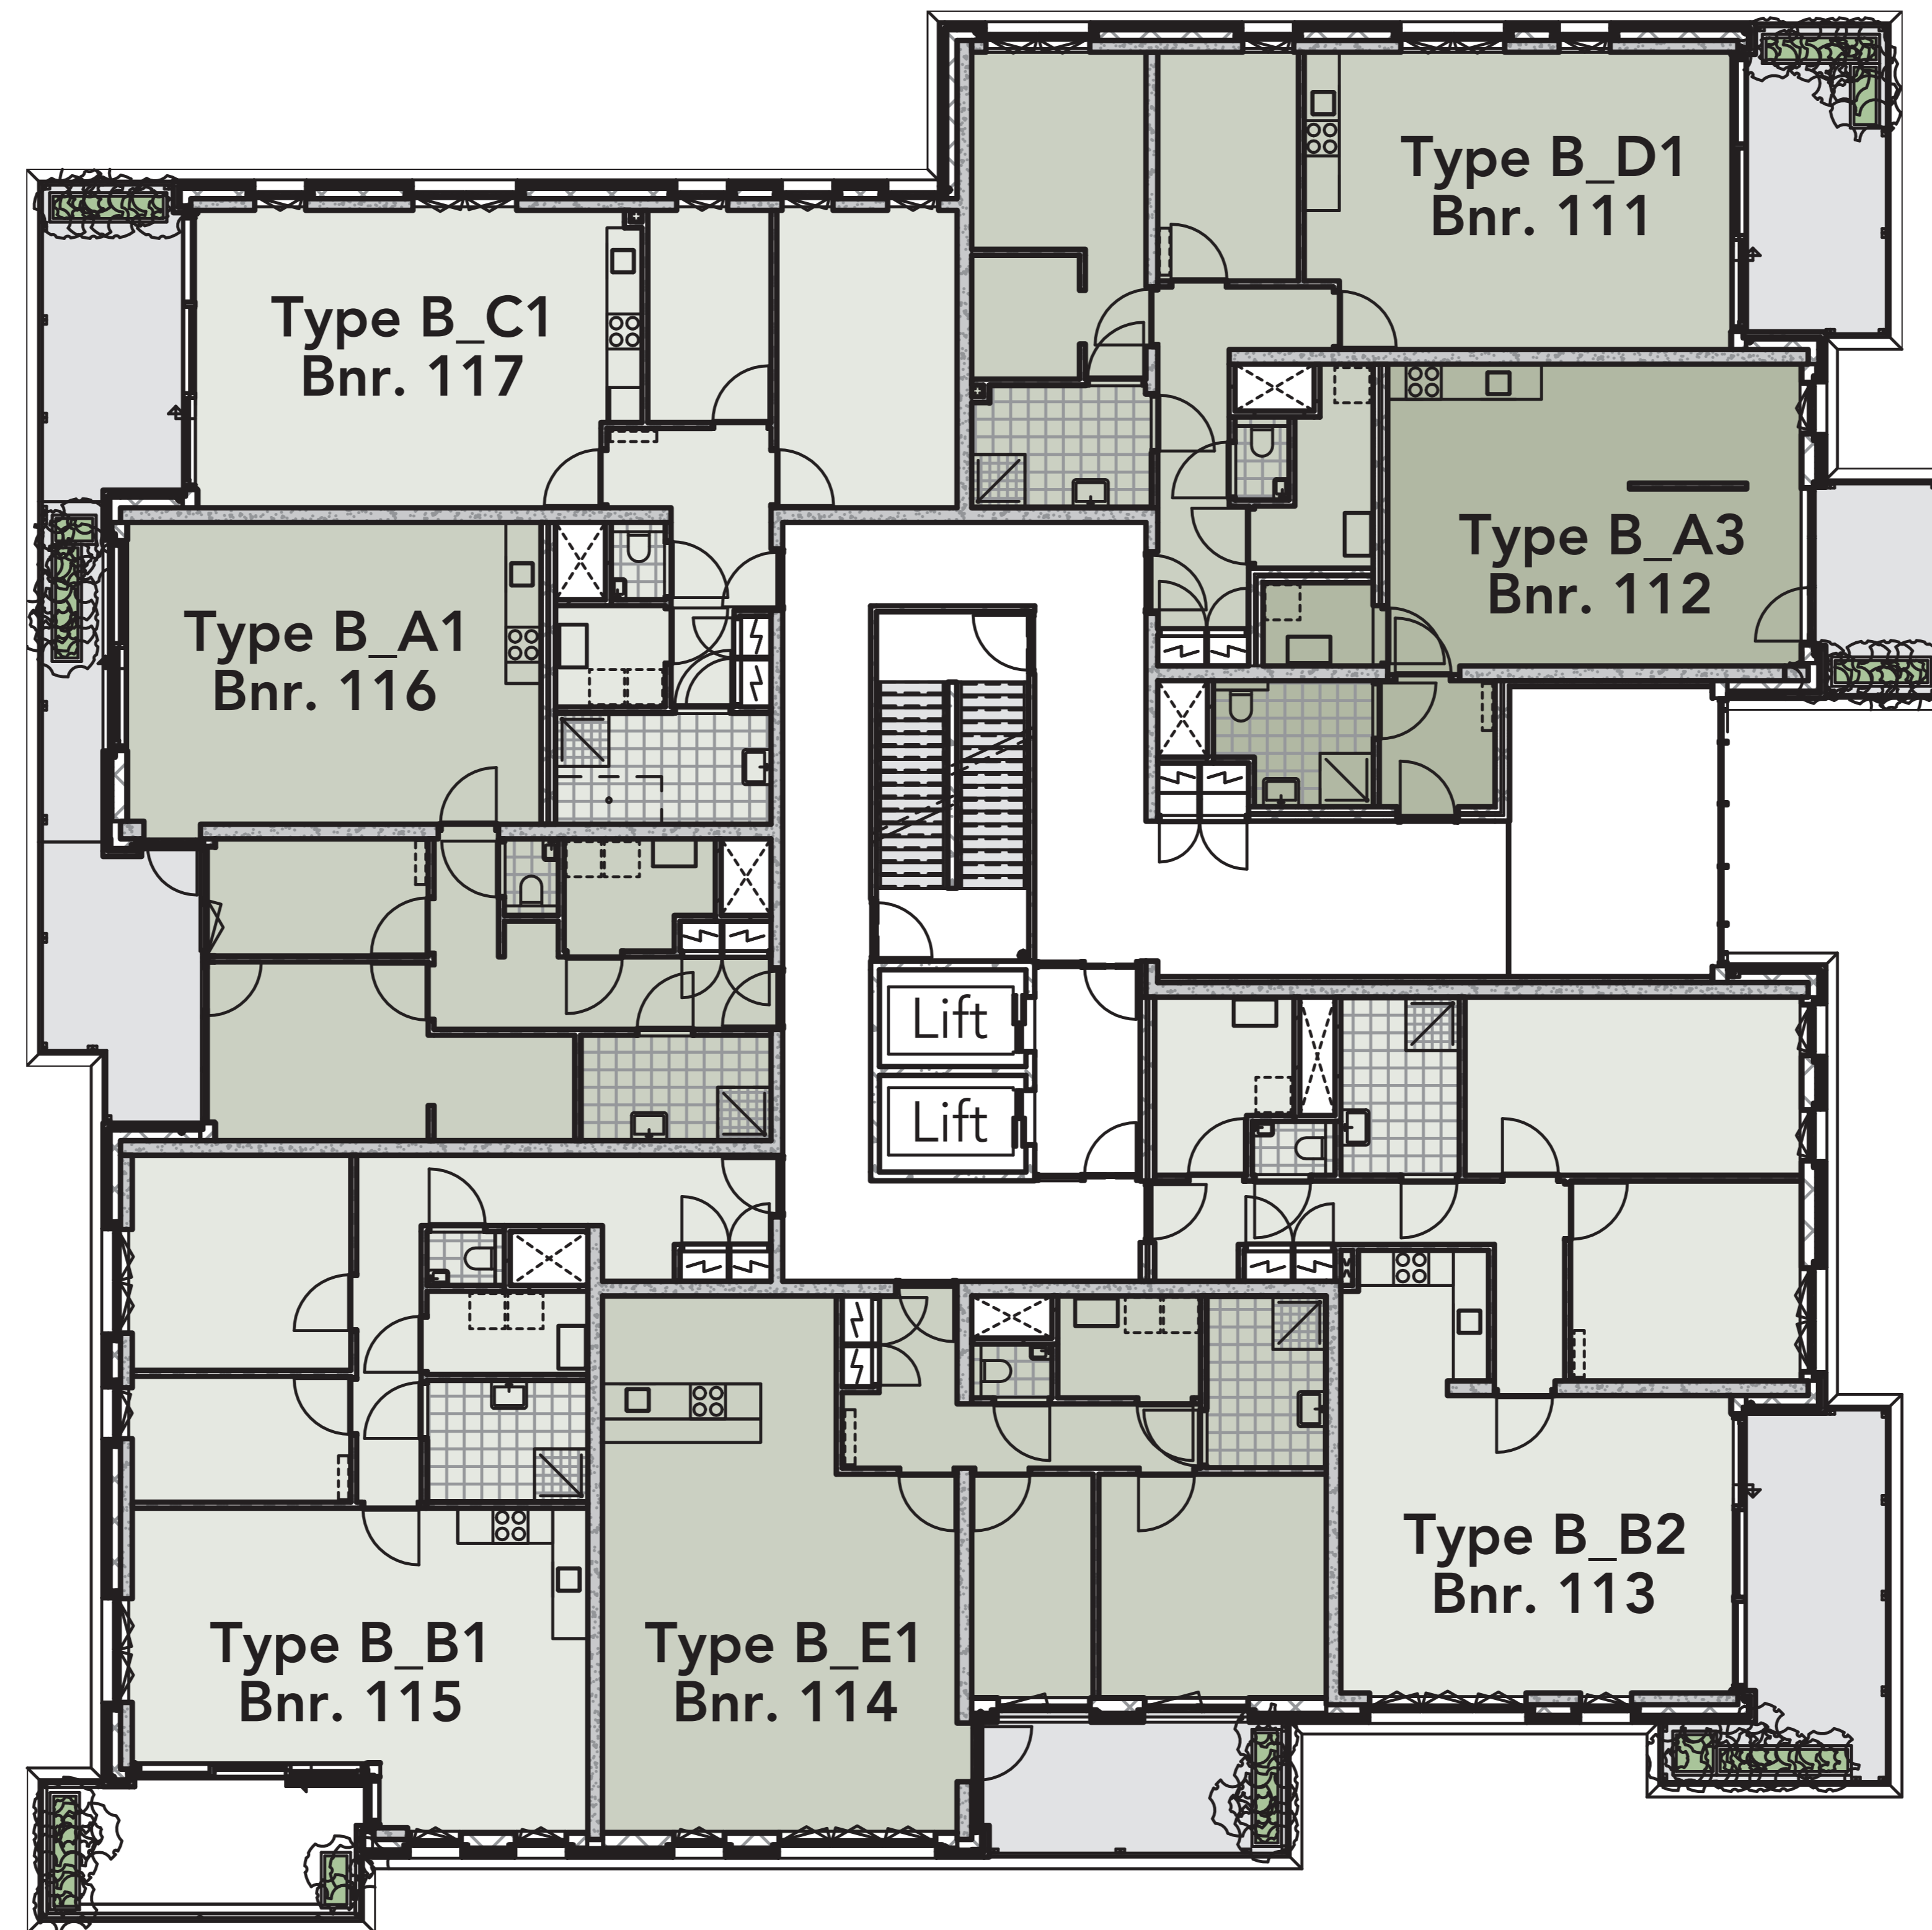 Type B_D1
Bnr. 111
Type B_C1
Bnr. 117
Type B_A3
Bnr. 112
Type B_A1
Bnr. 116
Lift
Lift
Type B_B2
Bnr. 113
Type B_B1
Bnr. 115
Type B_E1
Bnr. 114